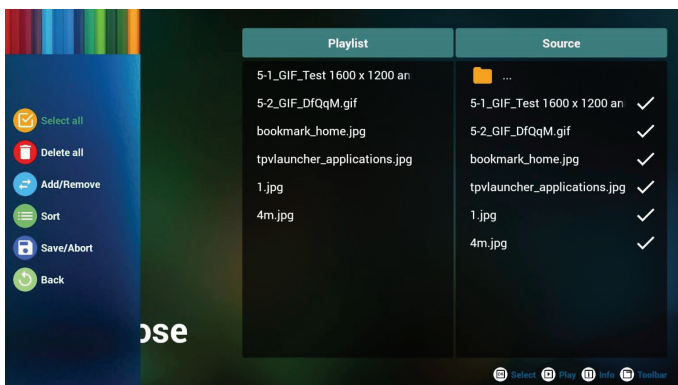 Playlist
Source
5-1_GIF_Test 1600 x 1200 an
...
5-2_GIF_DfQqM.gif
5-1_GIF_Test 1600 x 1200 an
bookmark_home.jpg
5-2_GIF_DfQqM.gif
tpvlauncher_applications.jpg
bookmark_home.jpg
1.jpg
tpvlauncher_applications.jpg
4m.jpg
1.jpg
4m.jpg
Select all
Delete all
Add/Remove
Sort
Save/Abort
Back
ose
OK Select Play Info Toolbar